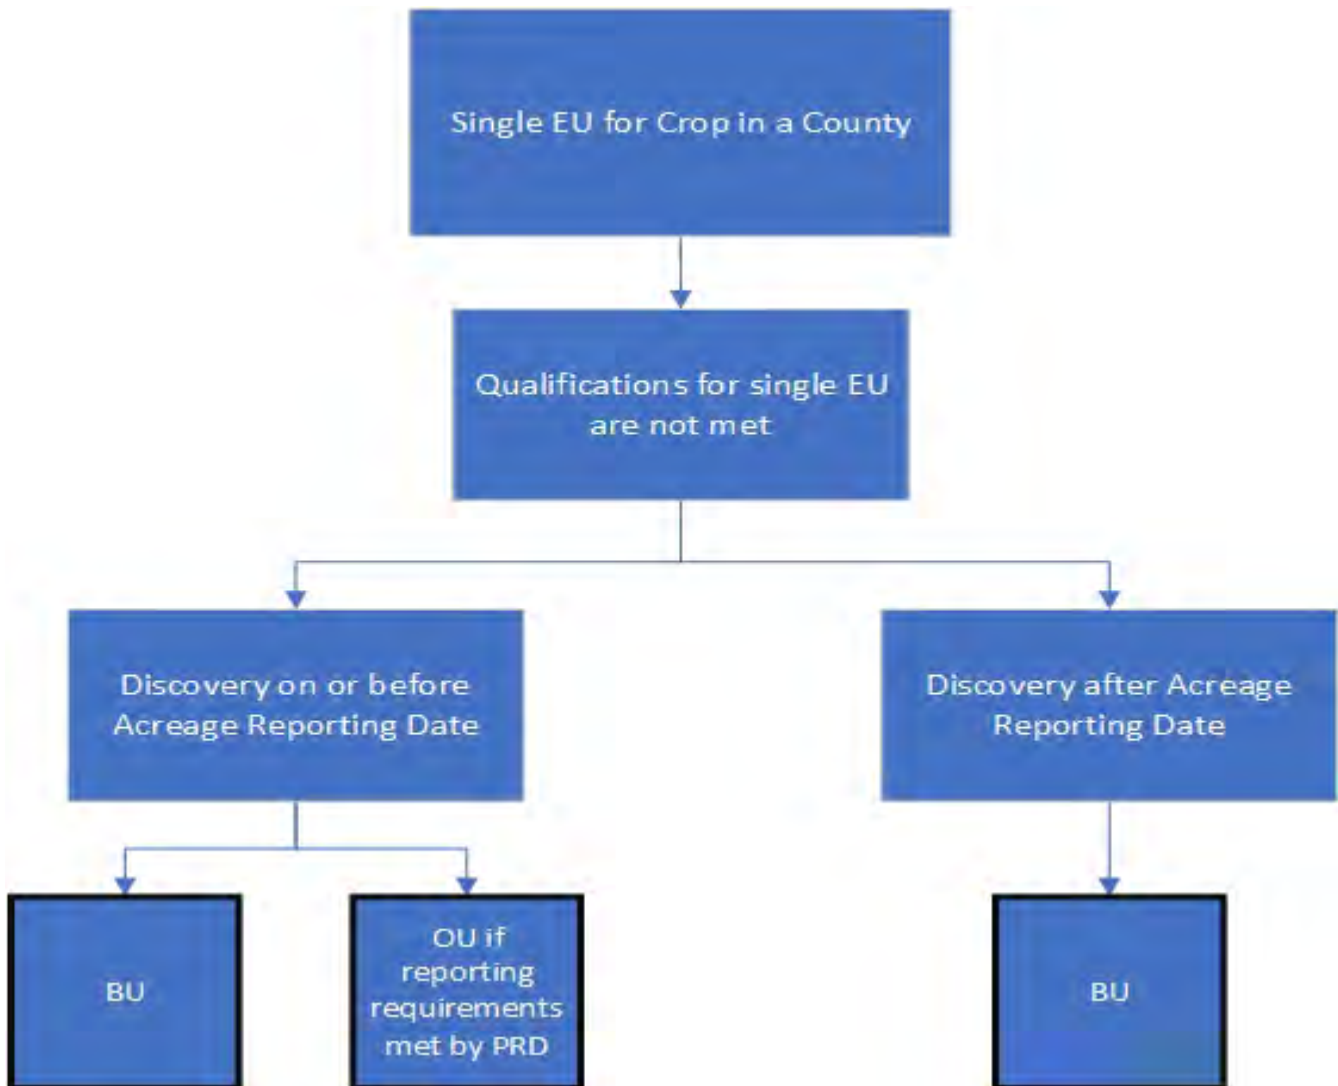 Single EU for Crop in a County
Qualifications for single EU
are not met
Discovery on or before
Acreage Reporting Date
Discovery after Acreage
Reporting Date
BU
OU if
reporting
requirements
met by PRD
BU